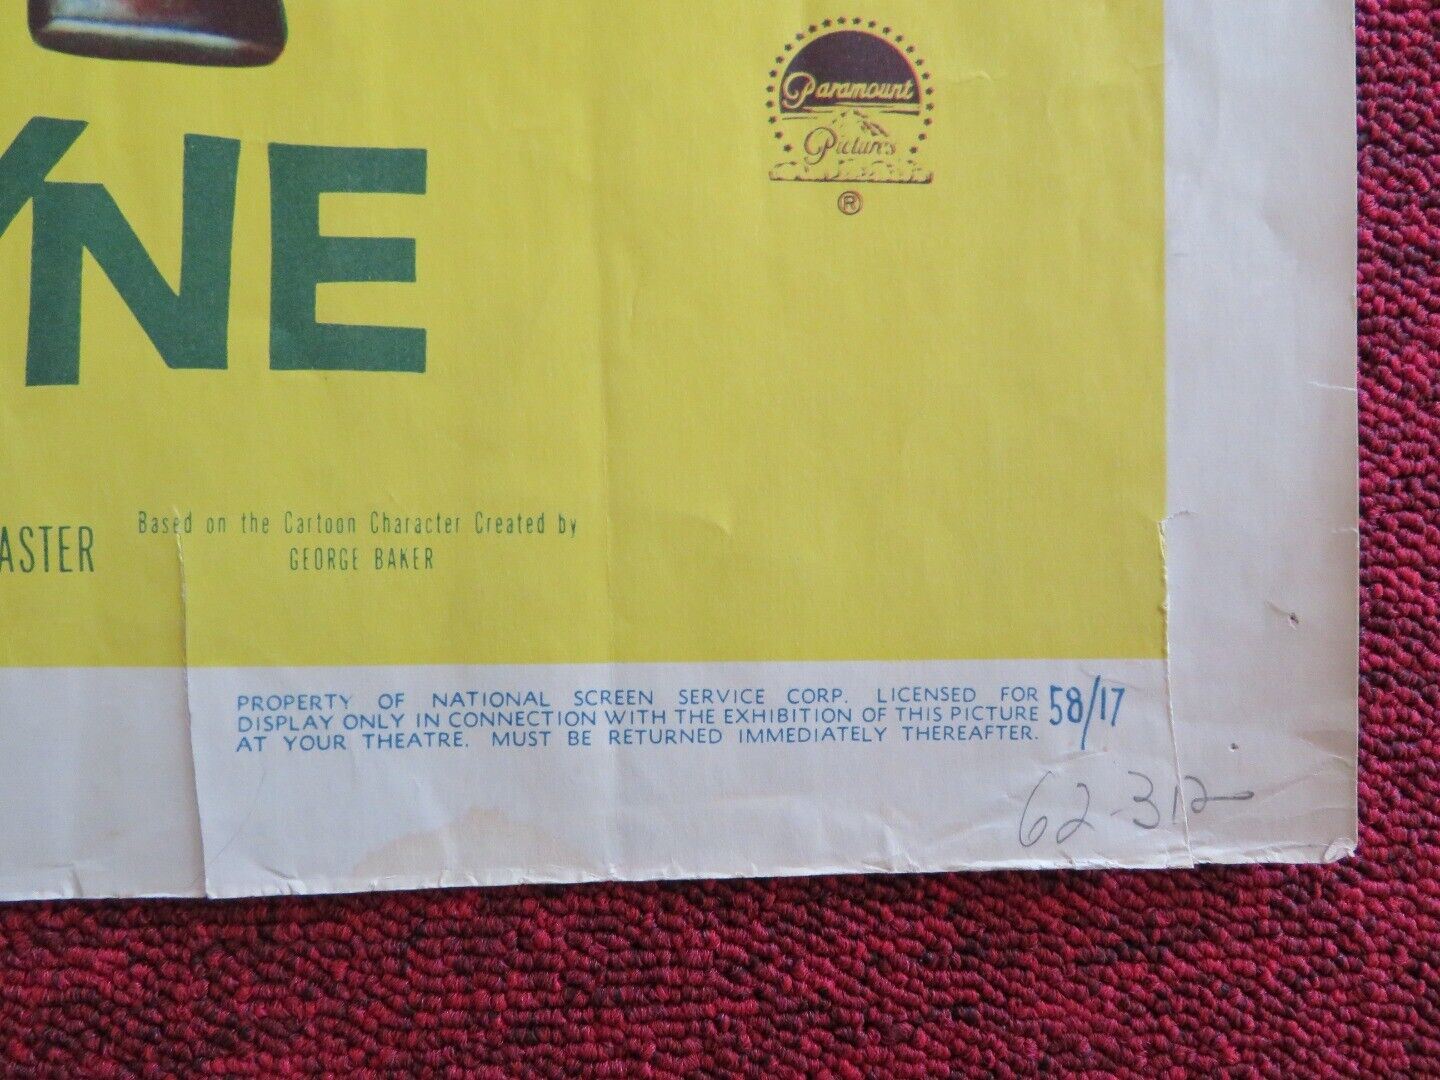 Paramount
Pictures
®
YNE
ASTER
Based on the Cartoon Character Created by
GEORGE BAKER
PROPERTY OF NATIONAL SCREEN SERVICE CORP. LICENSED FOR
DISPLAY ONLY IN CONNECTION WITH THE EXHIBITION OF THIS PICTURE
AT YOUR THEATRE. MUST BE RETURNED IMMEDIATELY THEREAFTER.
58/17
62-312